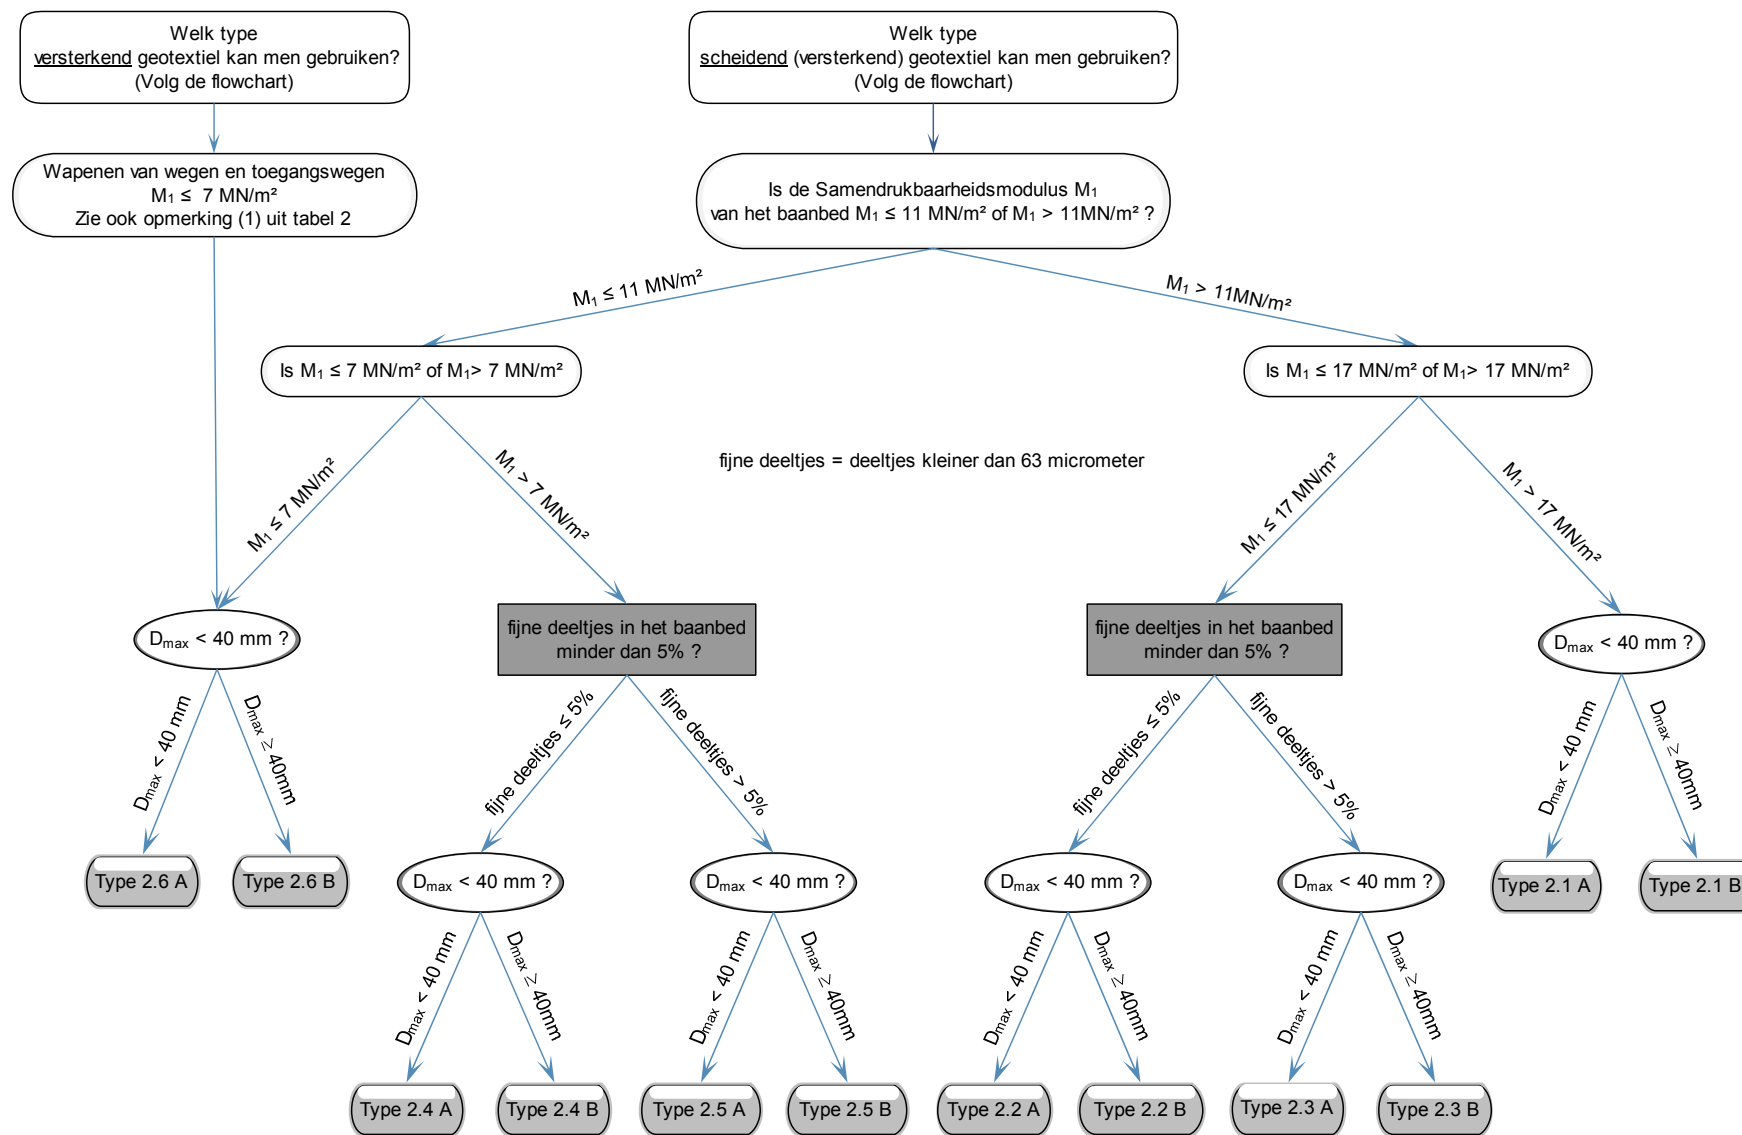 Welk type
versterkend geotextiel kan men gebruiken?
(Volg de flowchart)
Welk type
scheidend (versterkend) geotextiel kan men gebruiken?
(Volg de flowchart)
Wapenen van wegen en toegangswegen
M₁ ≤ 7 MN/m²
Zie ook opmerking (1) uit tabel 2
Is de Samendrukbaarheidsmodulus M₁
van het baanbed M₁ ≤ 11 MN/m² of M₁ > 11MN/m² ?
M₁ ≤ 11 MN/m²
M₁ > 11MN/m²
Is M₁ ≤ 7 MN/m² of M₁> 7 MN/m²
Is M₁ ≤ 17 MN/m² of M₁> 17 MN/m²
fijne deeltjes = deeltjes kleiner dan 63 micrometer
M₁ ≤ 7 MN/m²
M₁ > 7 MN/m²
M₁ ≤ 17 MN/m²
M₁ > 17 MN/m²
Dmax < 40 mm ?
fijne deeltjes in het baanbed
minder dan 5% ?
fijne deeltjes in het baanbed
minder dan 5% ?
Dmax < 40 mm ?
Dmax < 40 mm
Dmax ≥ 40mm
fijne deeltjes ≤ 5%
fijne deeltjes > 5%
fijne deeltjes ≤ 5%
fijne deeltjes > 5%
Dmax < 40 mm
Dmax ≥ 40mm
Type 2.6 A
Type 2.6 B
Dmax < 40 mm ?
Dmax < 40 mm ?
Dmax < 40 mm ?
Dmax < 40 mm ?
Type 2.1 A
Type 2.1 B
Dmax < 40 mm
Dmax ≥ 40mm
Dmax < 40 mm
Dmax ≥ 40mm
Dmax < 40 mm
Dmax ≥ 40mm
Dmax < 40 mm
Dmax ≥ 40mm
Type 2.4 A
Type 2.4 B
Type 2.5 A
Type 2.5 B
Type 2.2 A
Type 2.2 B
Type 2.3 A
Type 2.3 B